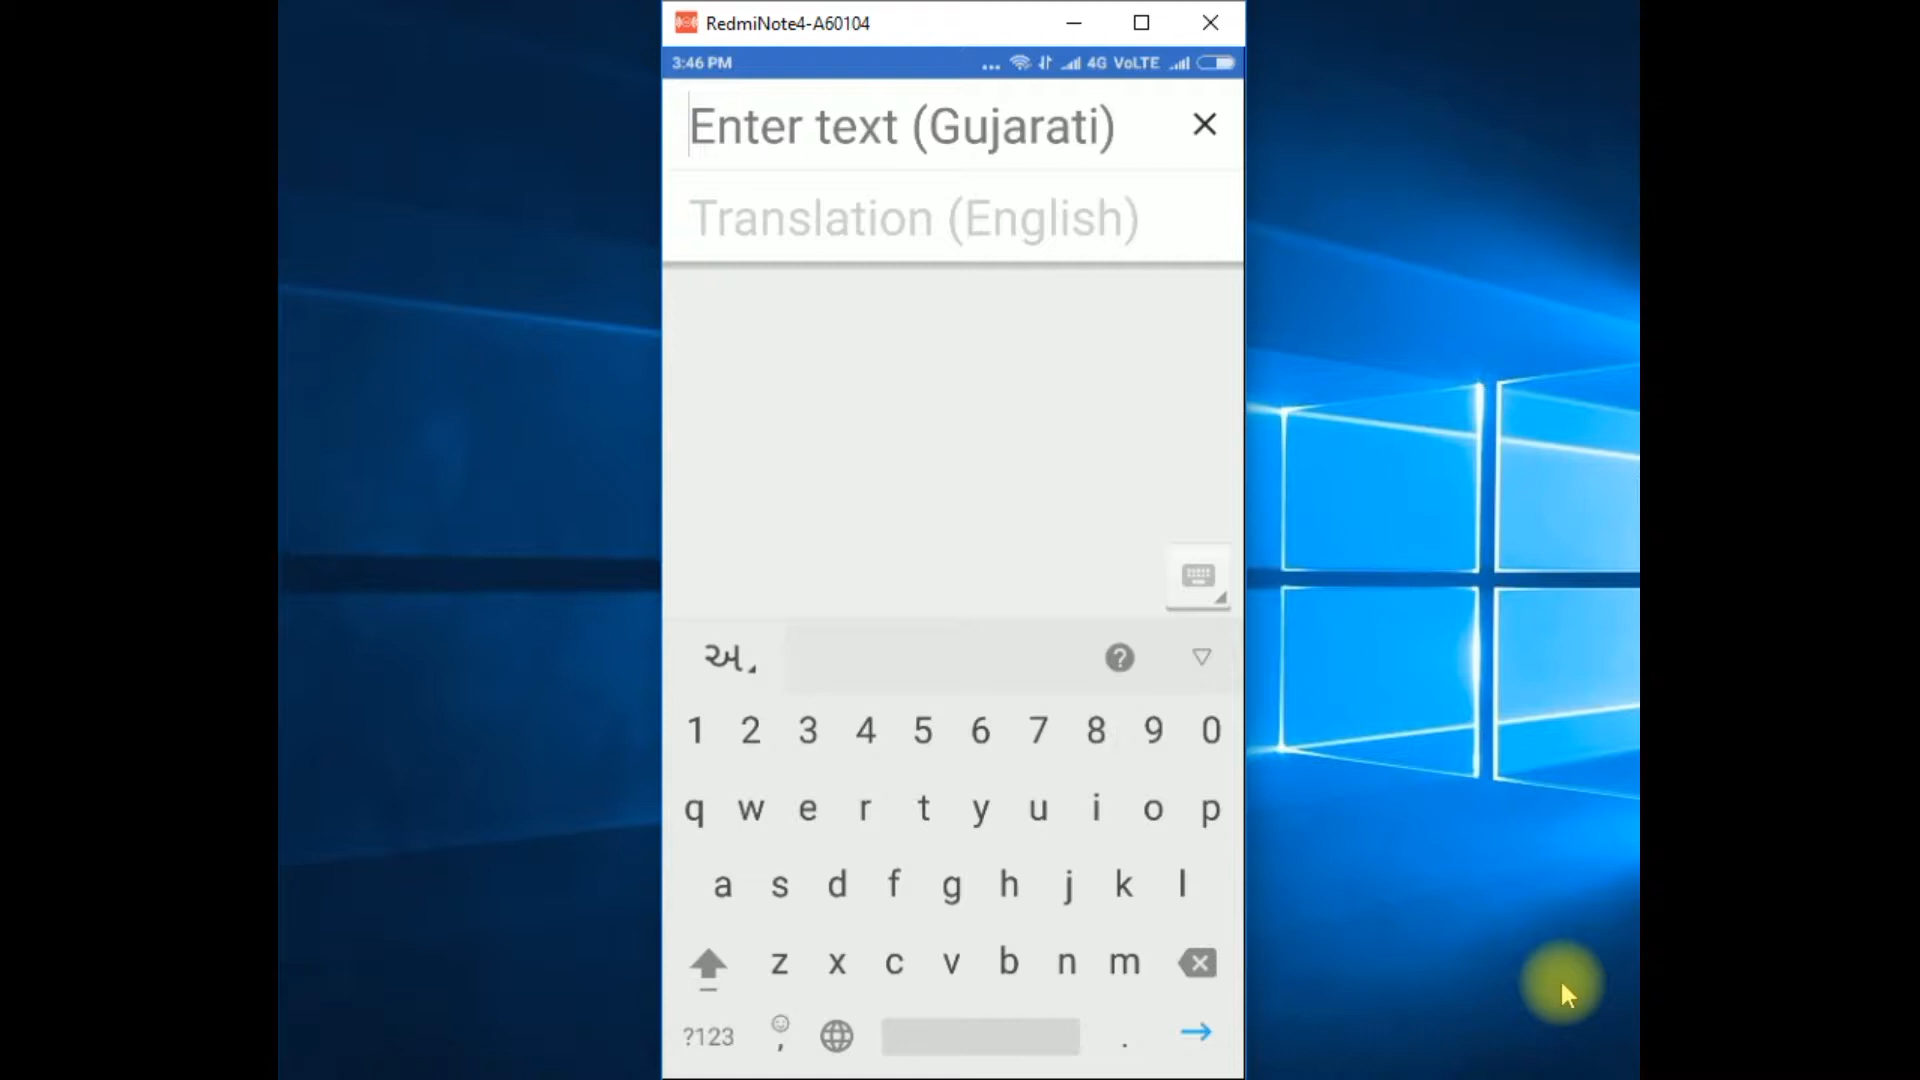 RedmiNote4-A60104
3:46 PM ... 4G VoLTE
Enter text (Gujarati)
Translation (English)
અ
1 2 3 4 5 6 7 8 9 0
q w e r t y u i o p
a s d f g h j k l
z x c v b n m
?123 , .